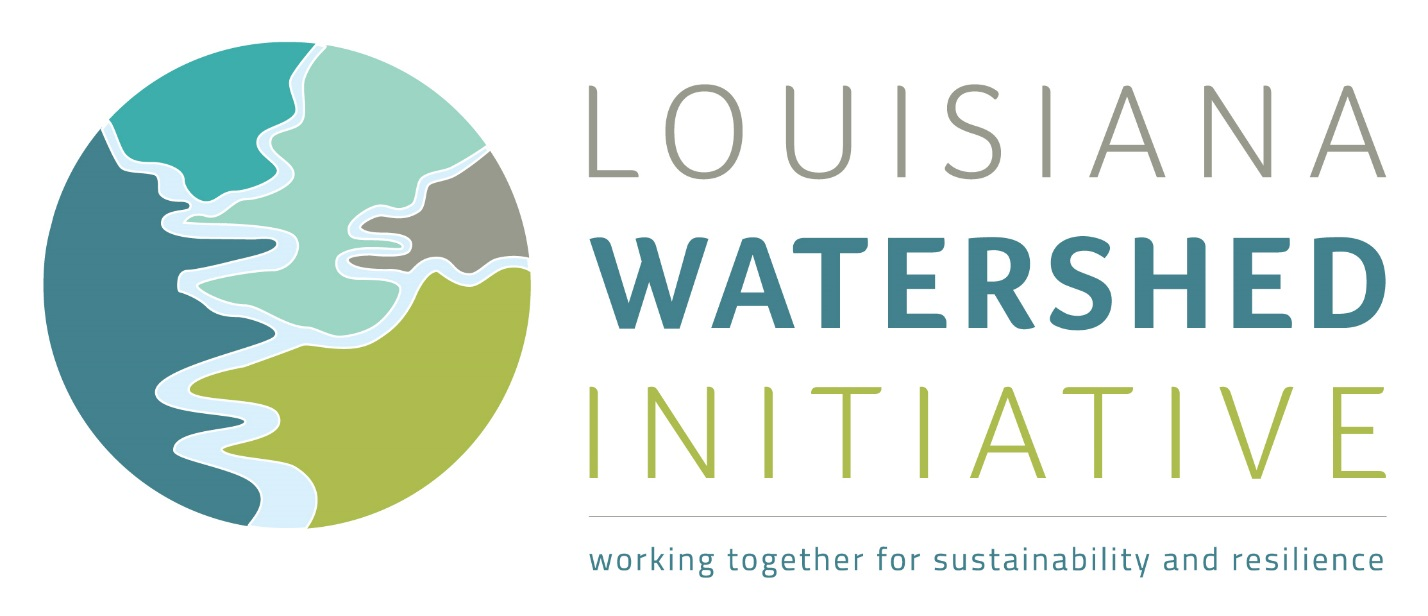 LOUISIANA
WATERSHED
INITIATIVE
working together for sustainability and resilience